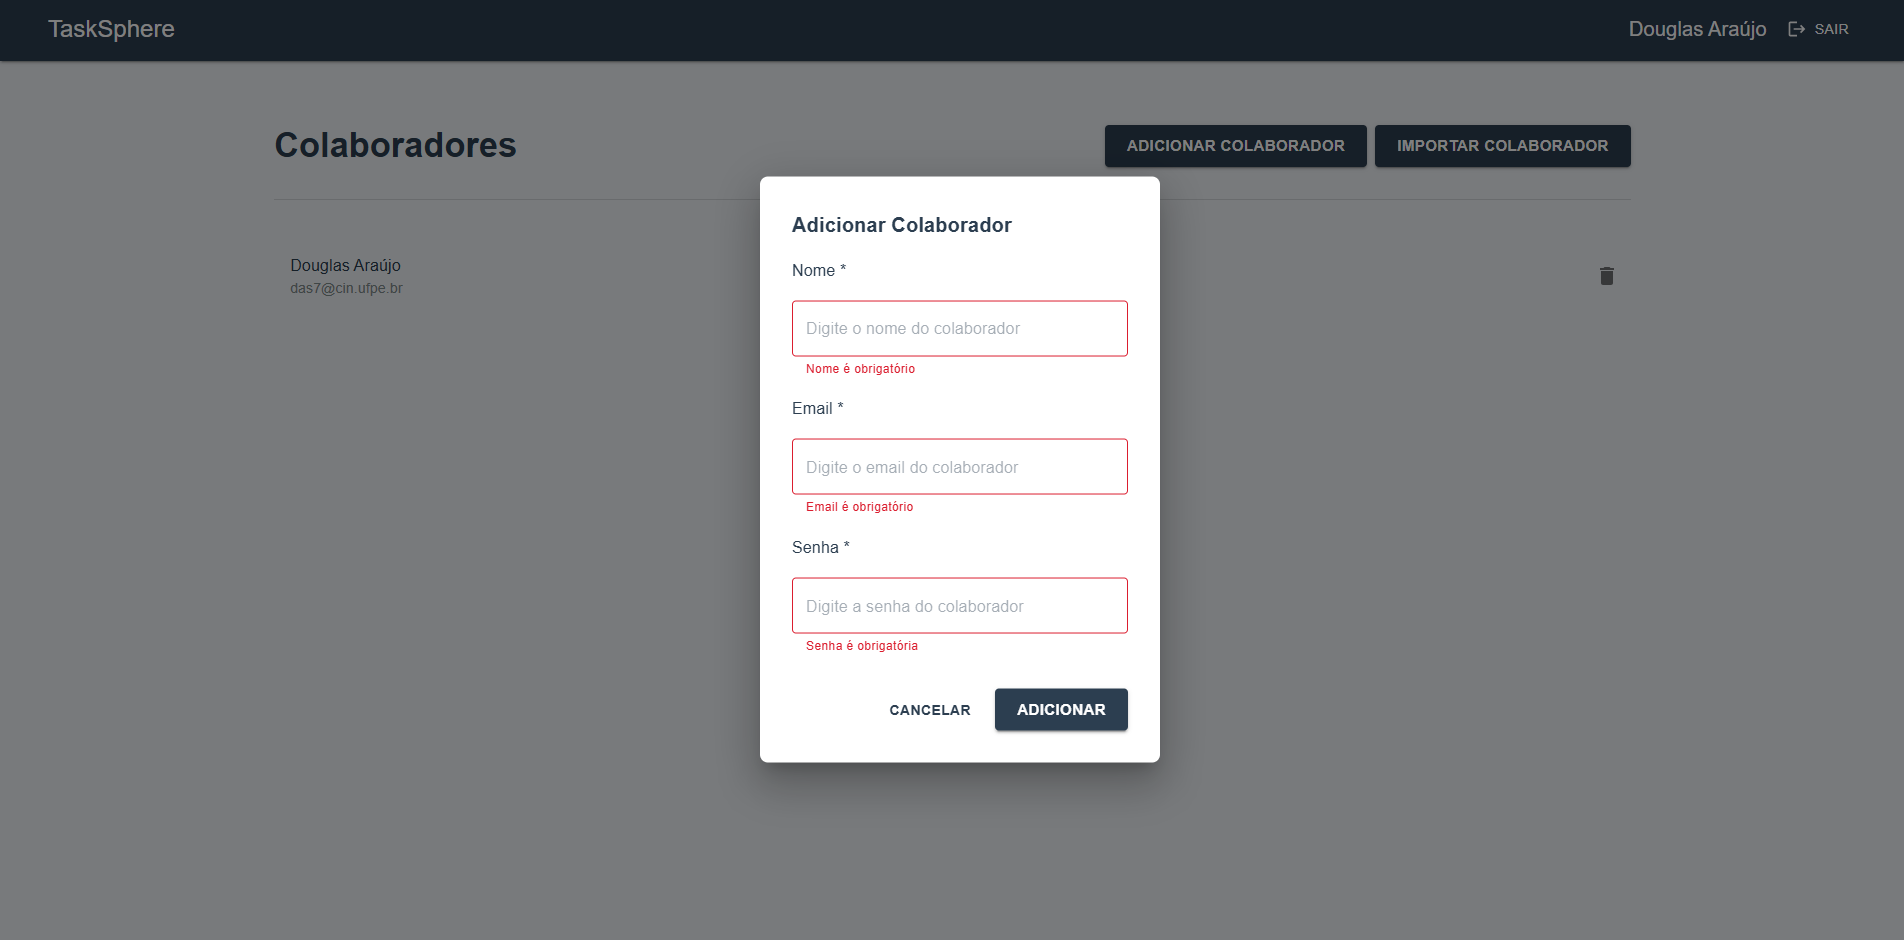 TaskSphere
Douglas Araújo
SAIR
Colaboradores
ADICIONAR COLABORADOR
IMPORTAR COLABORADOR
Douglas Araújo
das7@cin.ufpe.br
Adicionar Colaborador
Nome *
Digite o nome do colaborador
Nome é obrigatório
Email *
Digite o email do colaborador
Email é obrigatório
Senha *
Digite a senha do colaborador
Senha é obrigatória
CANCELAR
ADICIONAR